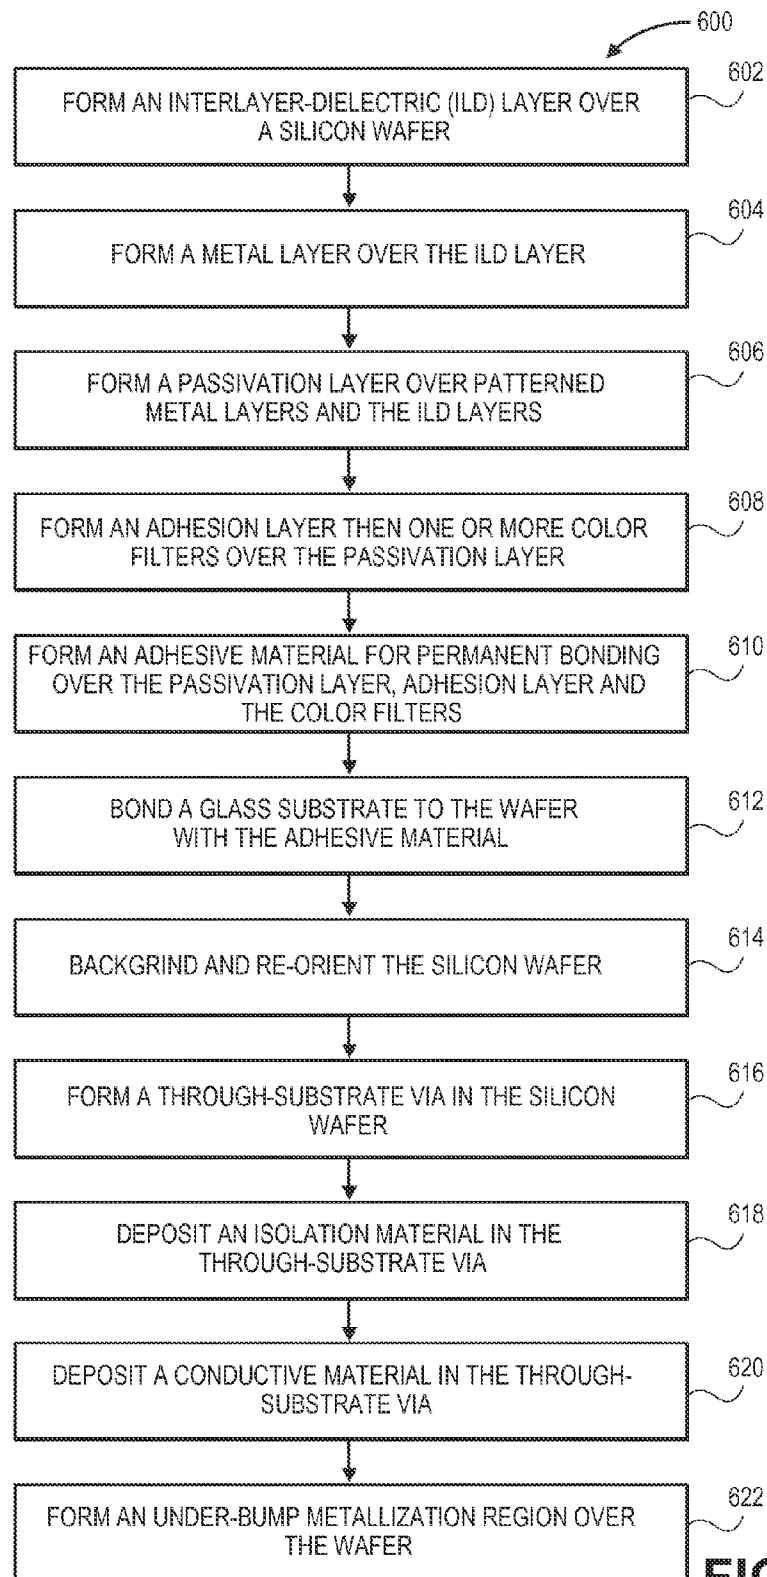 600
602
FORM AN INTERLAYER-DIELECTRIC (ILD) LAYER OVER
A SILICON WAFER
604
FORM A METAL LAYER OVER THE ILD LAYER
606
FORM A PASSIVATION LAYER OVER PATTERNED
METAL LAYERS AND THE ILD LAYERS
608
FORM AN ADHESION LAYER THEN ONE OR MORE COLOR
FILTERS OVER THE PASSIVATION LAYER
610
FORM AN ADHESIVE MATERIAL FOR PERMANENT BONDING
OVER THE PASSIVATION LAYER, ADHESION LAYER AND
THE COLOR FILTERS
612
BOND A GLASS SUBSTRATE TO THE WAFER
WITH THE ADHESIVE MATERIAL
614
BACKGRIND AND RE-ORIENT THE SILICON WAFER
616
FORM A THROUGH-SUBSTRATE VIA IN THE SILICON
WAFER
618
DEPOSIT AN ISOLATION MATERIAL IN THE
THROUGH-SUBSTRATE VIA
620
DEPOSIT A CONDUCTIVE MATERIAL IN THE THROUGH-
SUBSTRATE VIA
622
FORM AN UNDER-BUMP METALLIZATION REGION OVER
THE WAFER